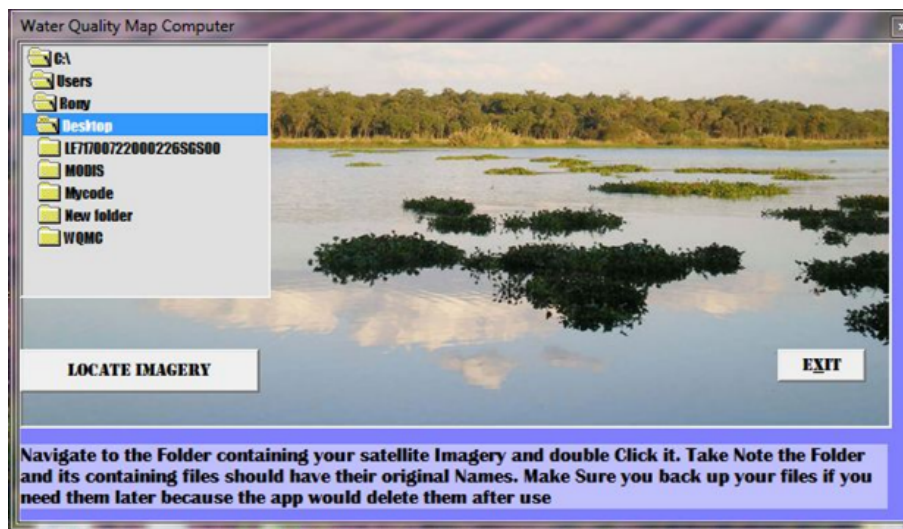 Water Quality Map Computer
C:\
Users
Rony
Desktop
LE71700722000226SGS00
MODIS
Mycode
New folder
WQMC
LOCATE IMAGERY
EXIT
Navigate to the Folder containing your satellite Imagery and double Click it. Take Note the Folder
and its containing files should have their original Names. Make Sure you back up your files if you
need them later because the app would delete them after use